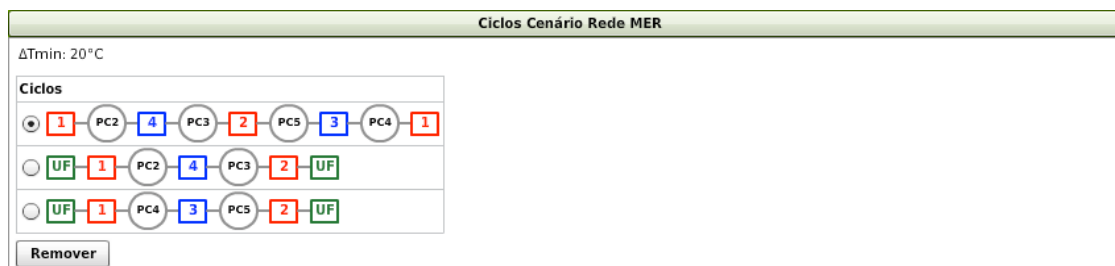 Ciclos Cenário Rede MER
ΔTmin: 20°C
Ciclos
1 PC2 4 PC3 2 PC5 3 PC4 1
UF 1 PC2 4 PC3 2 UF
UF 1 PC4 3 PC5 2 UF
Remover